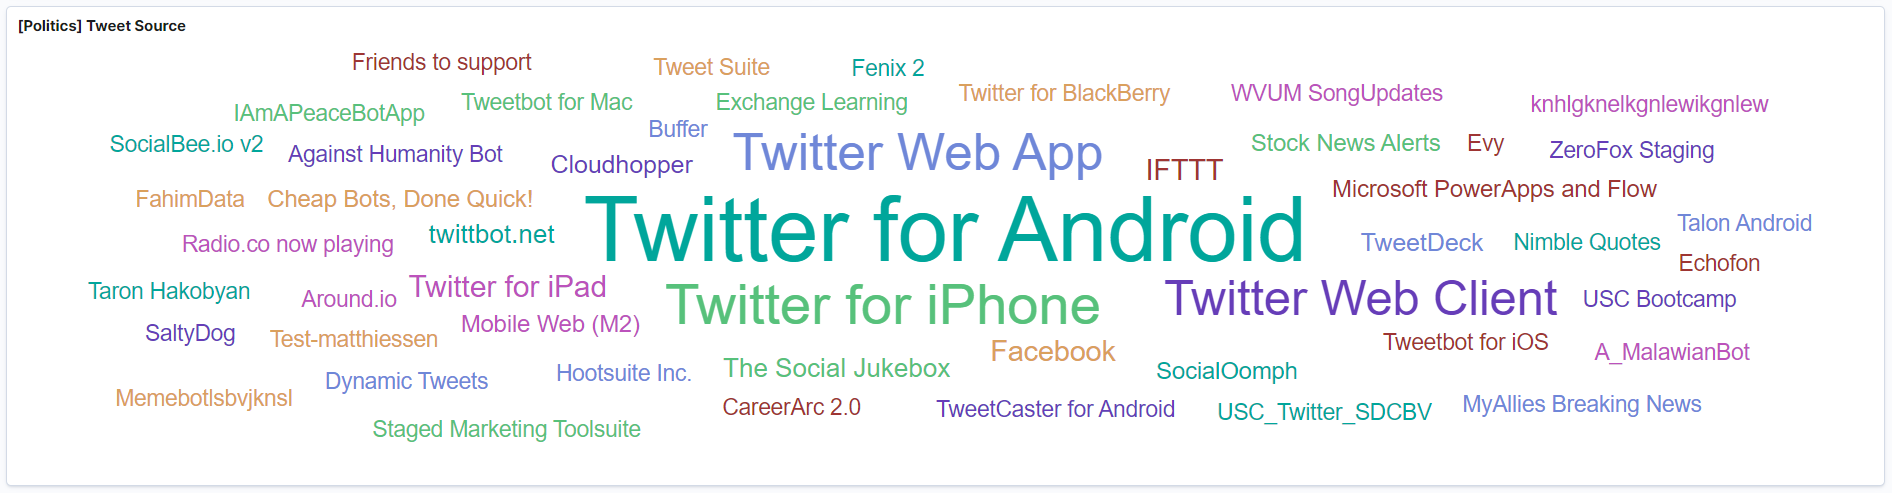 [Politics] Tweet Source
Friends to support
Tweet Suite
Fenix 2
IAmAPeaceBotApp
Tweetbot for Mac
Exchange Learning
Twitter for BlackBerry
WVUM SongUpdates
knhlgknelkgnlewikgnlew
SocialBee.io v2
Against Humanity Bot
Buffer
Cloudhopper
Twitter Web App
IFTTT
Stock News Alerts
Evy
ZeroFox Staging
FahimData
Cheap Bots, Done Quick!
Microsoft PowerApps and Flow
Radio.co now playing
twittbot.net
Twitter for Android
TweetDeck
Nimble Quotes
Talon Android
Echofon
Taron Hakobyan
Around.io
Twitter for iPad
Twitter for iPhone
Twitter Web Client
USC Bootcamp
SaltyDog
Test-matthiessen
Mobile Web (M2)
Facebook
Tweetbot for iOS
A_MalawianBot
Dynamic Tweets
Hootsuite Inc.
The Social Jukebox
SocialOomph
Memebotlsbvjknsl
CareerArc 2.0
TweetCaster for Android
USC_Twitter_SDCBV
MyAllies Breaking News
Staged Marketing Toolsuite